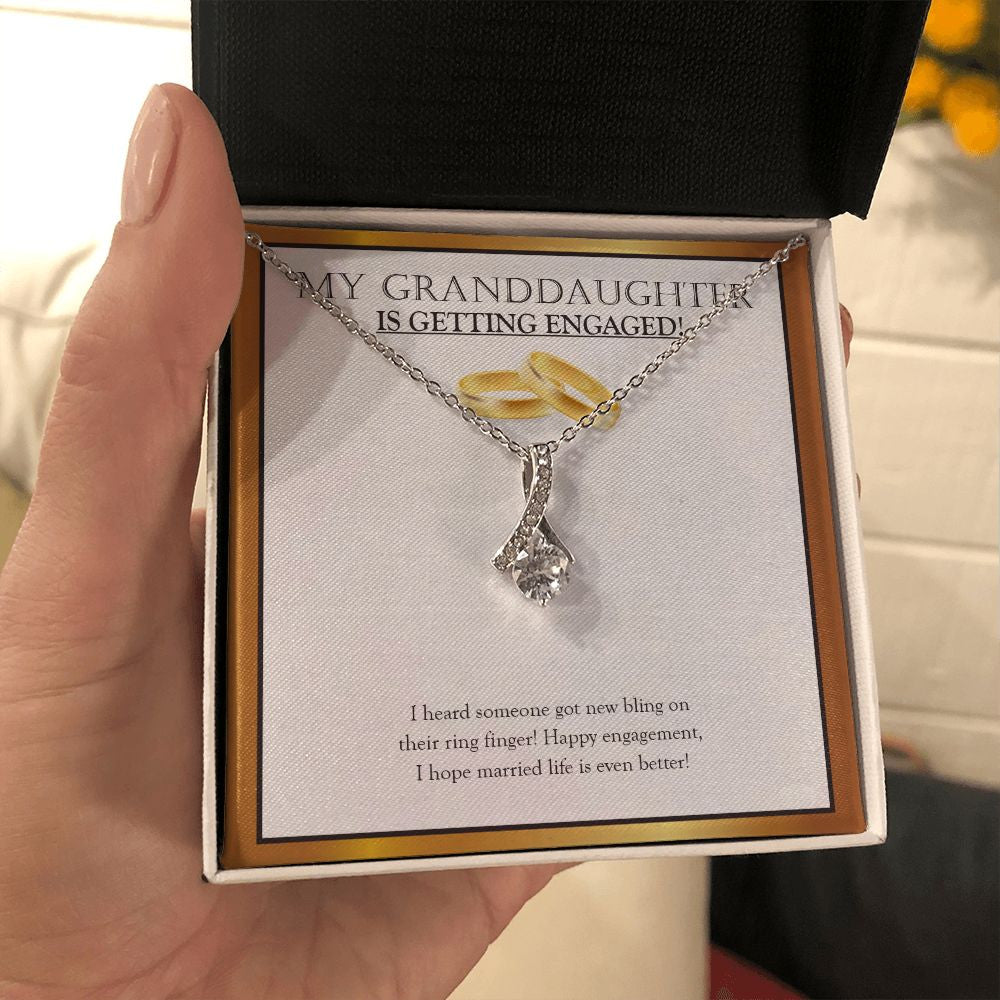 MY GRANDDAUGHTER
IS GETTING ENGAGED!
I heard someone got new bling on
their ring finger! Happy engagement,
I hope married life is even better!